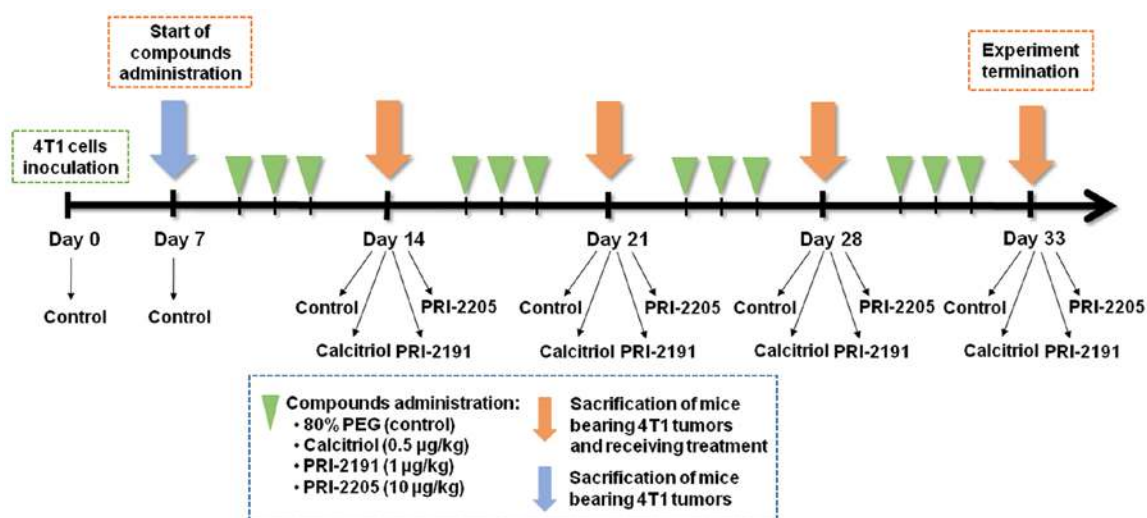 Start of
compounds
administration
Experiment
termination
4T1 cells
inoculation
Day 0
Day 7
Day 14
Day 21
Day 28
Day 33
Control
Control
Control
PRI-2205
Calcitriol PRI-2191
Control
PRI-2205
Calcitriol PRI-2191
Control
PRI-2205
Calcitriol PRI-2191
Control
PRI-2205
Calcitriol PRI-2191
Compounds administration:
• 80% PEG (control)
• Calcitriol (0.5 µg/kg)
• PRI-2191 (1 µg/kg)
• PRI-2205 (10 µg/kg)
Sacrification of mice
bearing 4T1 tumors
and receiving treatment
Sacrification of mice
bearing 4T1 tumors